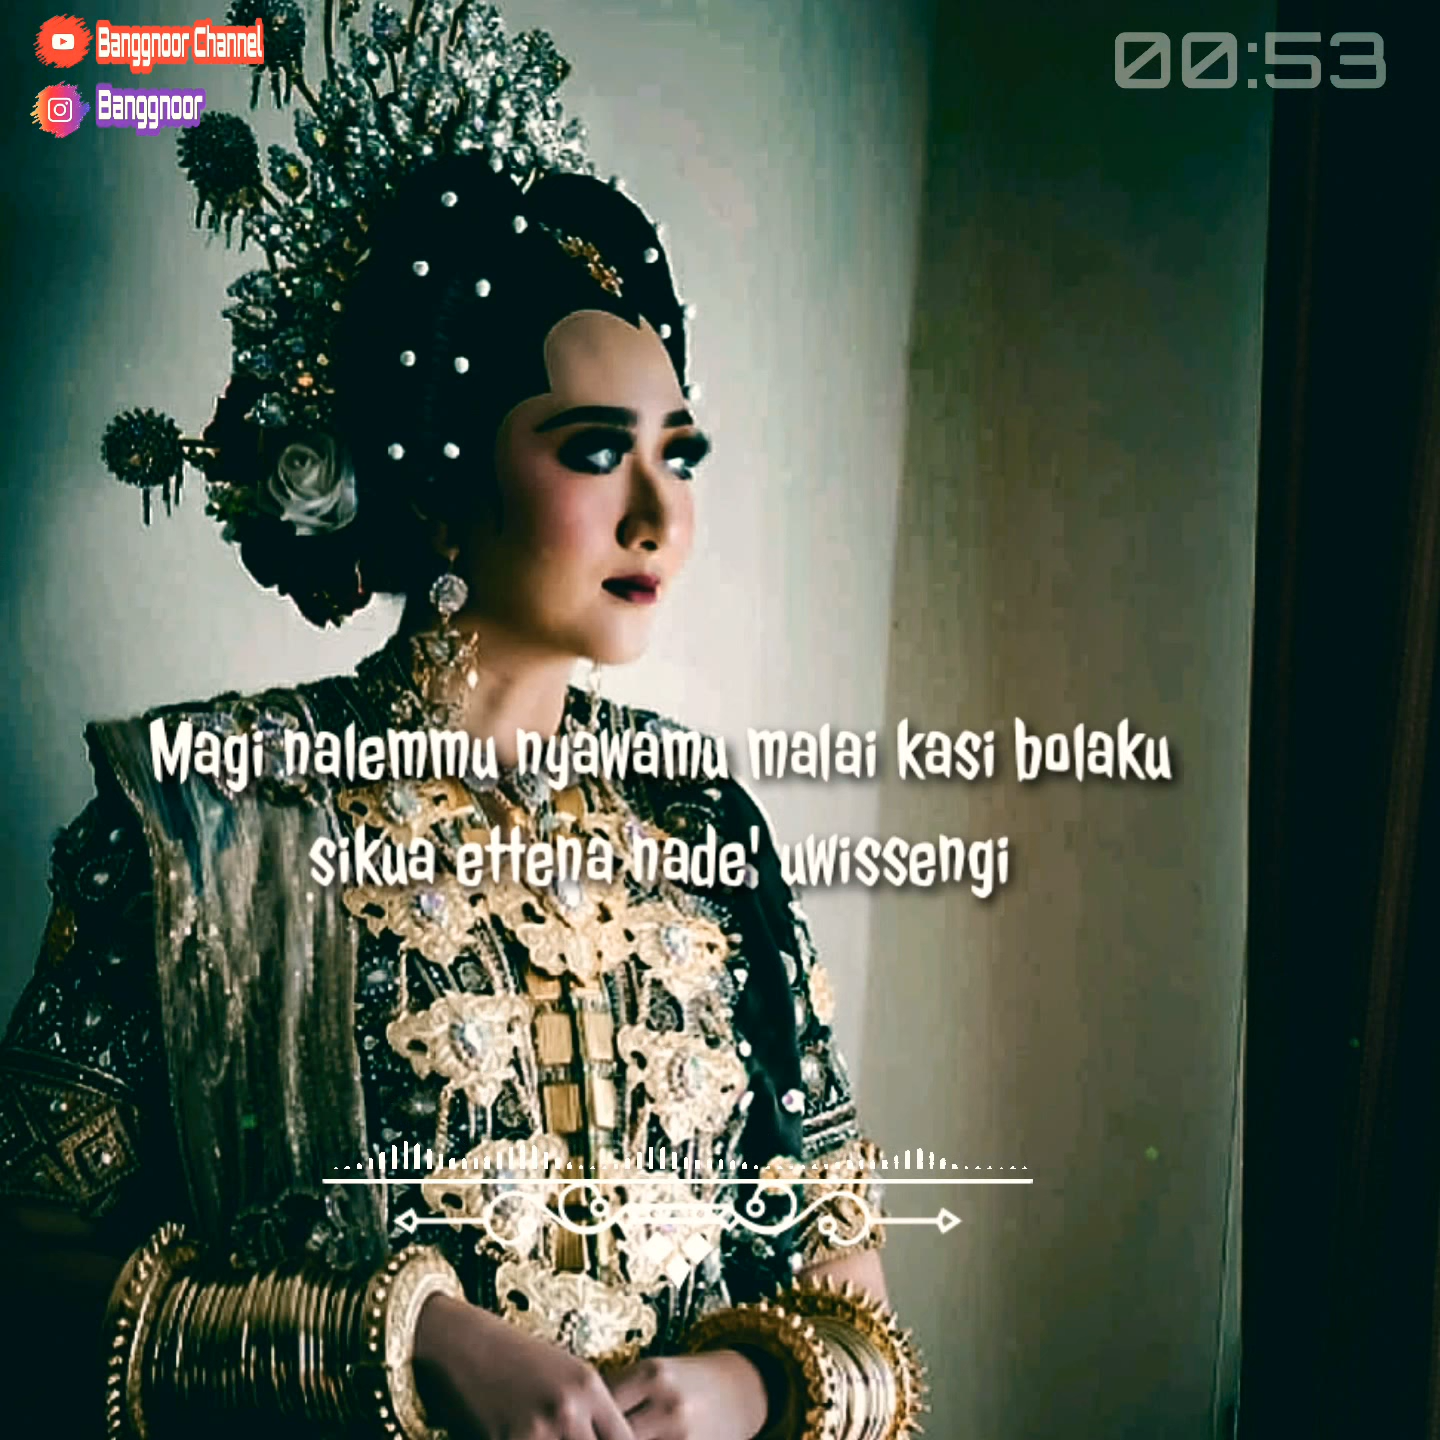 Banggnoor Channel
00:53
Banggnoor
Magi nalemmu nyawamu malai kasi bolaku
sikua ettena nade' uwissengi